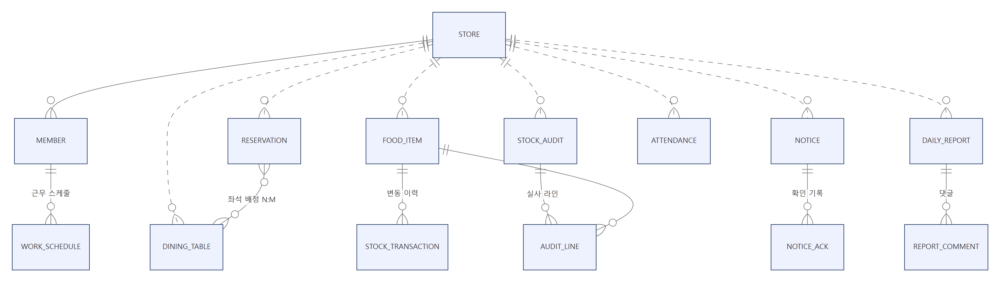 STORE
MEMBER
RESERVATION
FOOD_ITEM
STOCK_AUDIT
ATTENDANCE
NOTICE
DAILY_REPORT
근무 스케줄
좌석 배정 N:M
변동 이력
실사 라인
확인 기록
댓글
WORK_SCHEDULE
DINING_TABLE
STOCK_TRANSACTION
AUDIT_LINE
NOTICE_ACK
REPORT_COMMENT